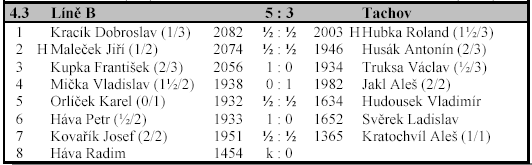 4.3 Líně B 5 : 3 Tachov
1 Kracík Dobroslav (1/3) 2082 ½ : ½ 2003 H Hubka Roland (1½/3)
2 H Maleček Jiří (1/2) 2074 ½ : ½ 1946 Husák Antonín (2/3)
3 Kupka František (2/3) 2056 1 : 0 1934 Truksa Václav (½/3)
4 Mička Vladislav (1½/2) 1938 0 : 1 1982 Jakl Aleš (2/2)
5 Orlíček Karel (0/1) 1932 ½ : ½ 1634 Hudousek Vladimír
6 Háva Petr (½/2) 1933 1 : 0 1652 Svěrek Ladislav
7 Kovařík Josef (2/2) 1951 ½ : ½ 1365 Kratochvíl Aleš (1/1)
8 Háva Radim 1454 k : 0